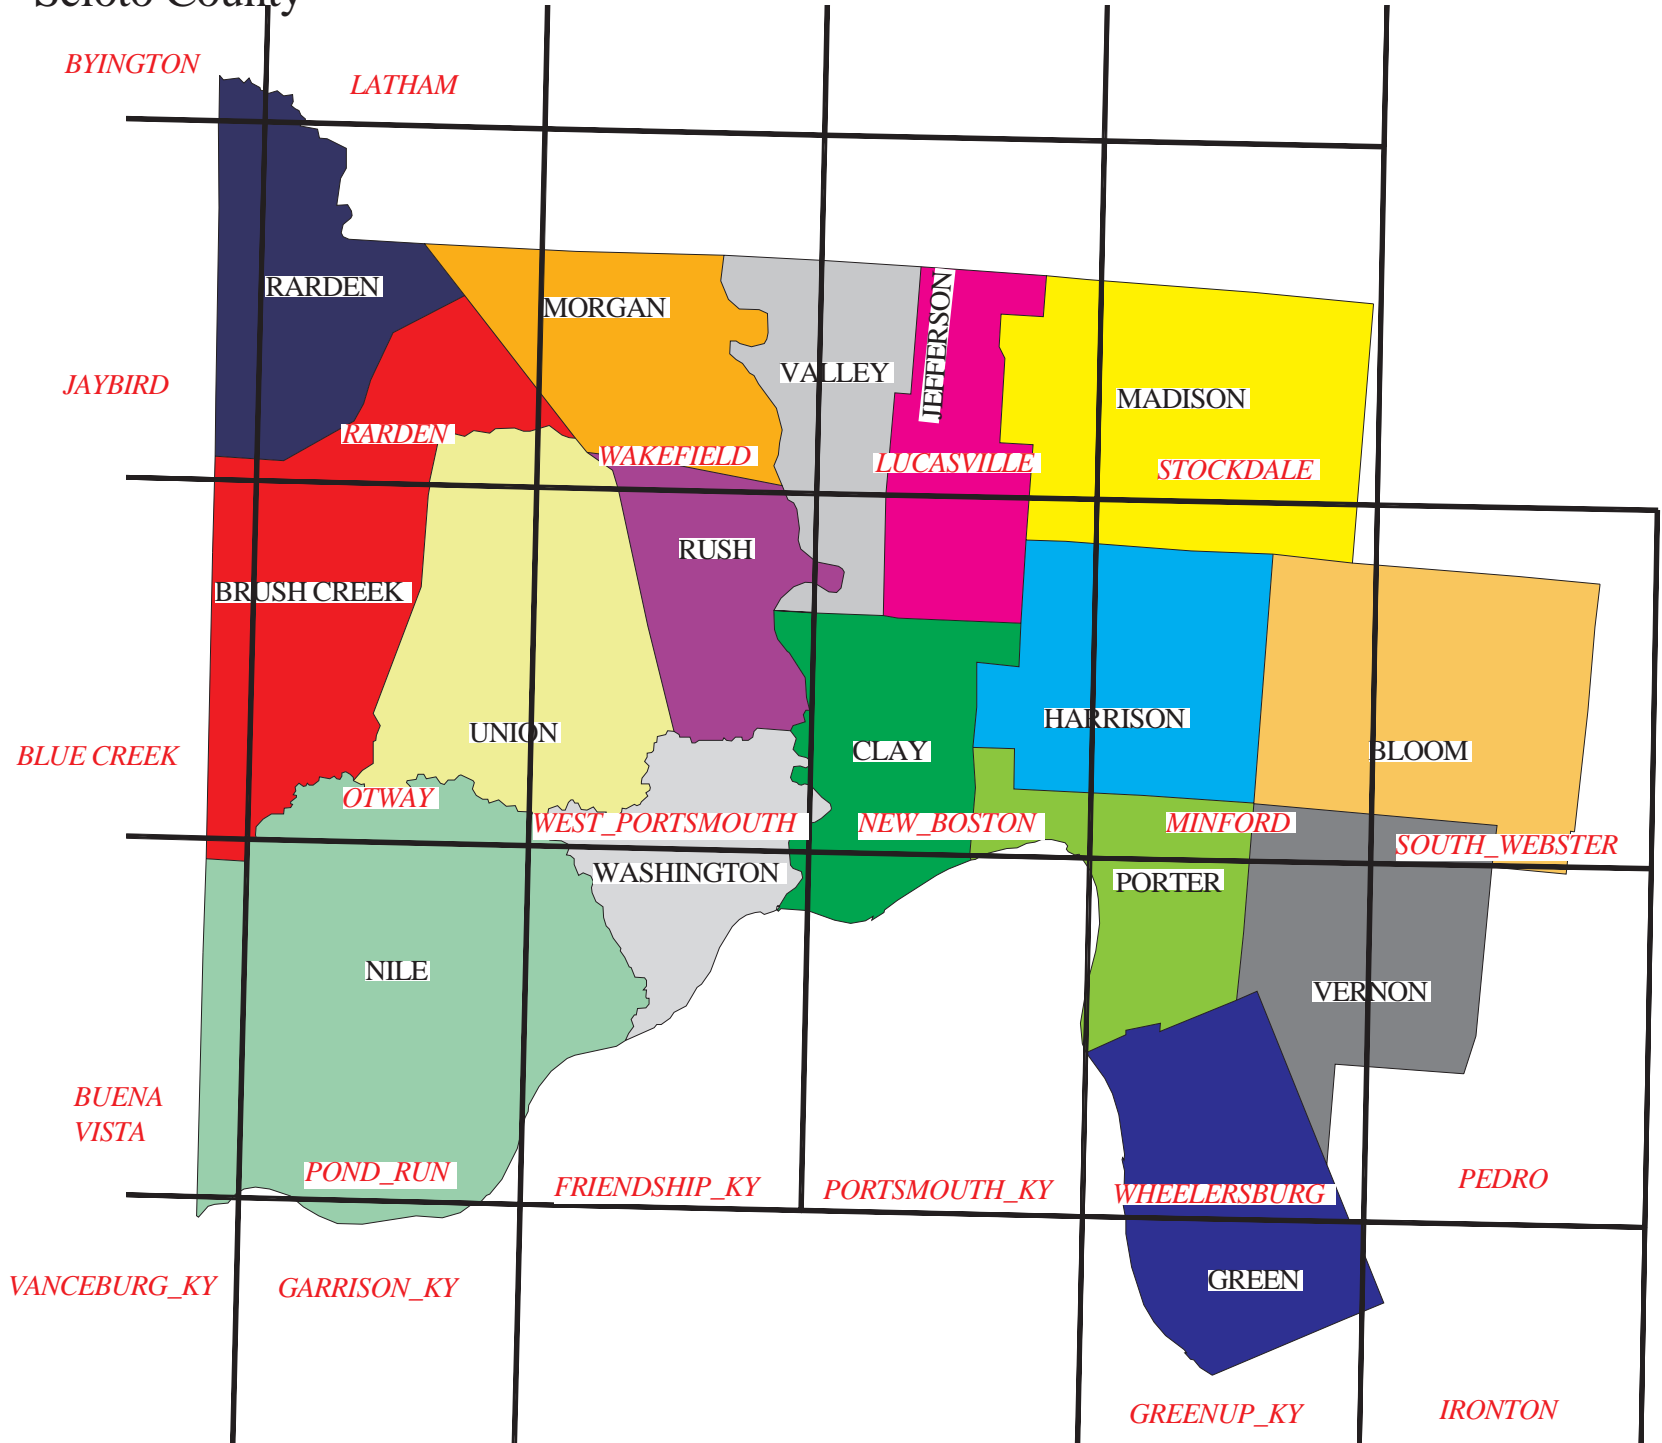 Scioto County
BYINGTON
LATHAM
RARDEN
MORGAN
JEFFERSON
VALLEY
JAYBIRD
MADISON
RARDEN
WAKEFIELD
LUCASVILLE
STOCKDALE
RUSH
BRUSH CREEK
HARRISON
UNION
BLUE CREEK
CLAY
BLOOM
OTWAY
WEST_PORTSMOUTH
NEW_BOSTON
MINFORD
SOUTH_WEBSTER
WASHINGTON
PORTER
NILE
VERNON
BUENA
VISTA
POND_RUN
FRIENDSHIP_KY
PORTSMOUTH_KY
WHEELERSBURG
PEDRO
VANCEBURG_KY
GARRISON_KY
GREEN
GREENUP_KY
IRONTON